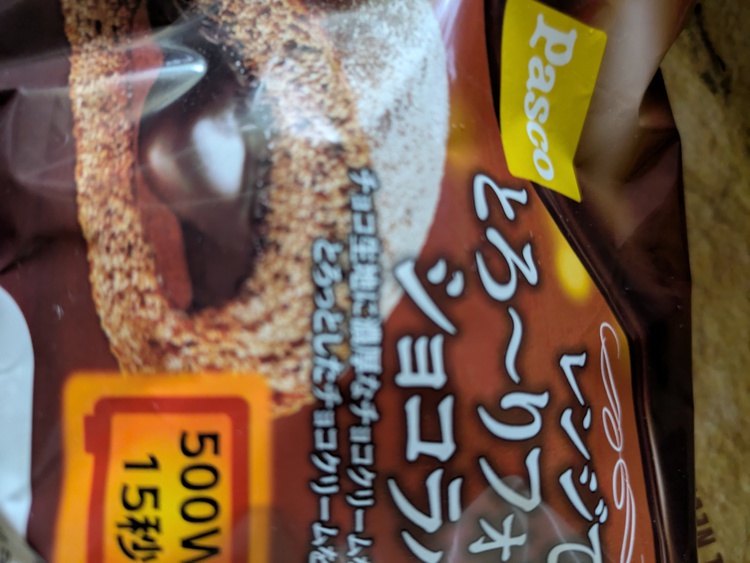 Pasco
レンジで
とろ〜りフォ
ショコラ
チョコ生地に濃厚なチョコクリームや
とろっとしたチョコクリームを
500W
15秒